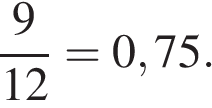 9/12 = 0,75.